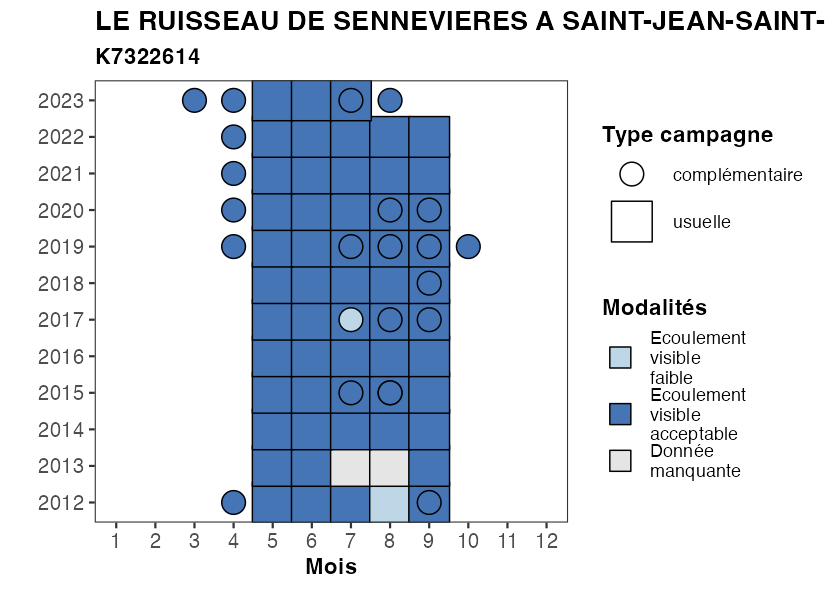 LE RUISSEAU DE SENNEVIERES A SAINT-JEAN-SAINT-
K7322614
2023
2022
2021
2020
2019
2018
2017
2016
2015
2014
2013
2012
1 2 3 4 5 6 7 8 9 10 11 12
Mois
Type campagne
complémentaire
usuelle
Modalités
Ecoulement
visible
faible
Ecoulement
visible
acceptable
Donnée
manquante